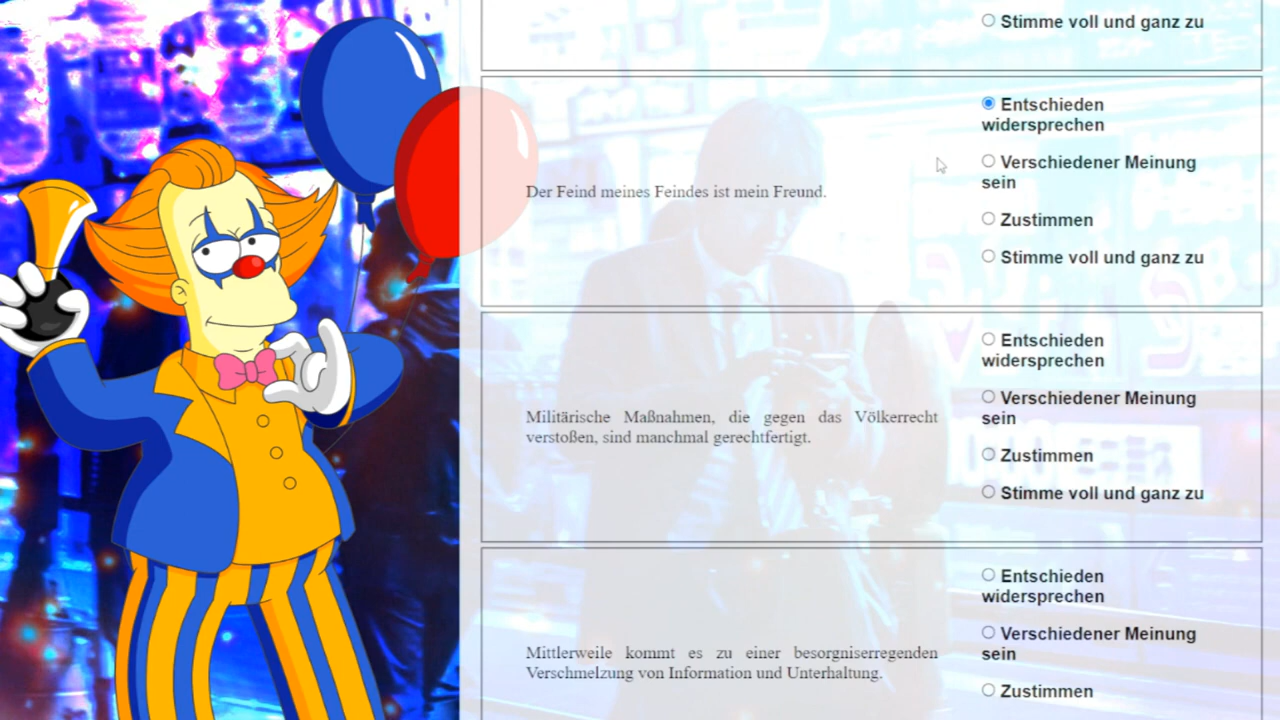 Stimme voll und ganz zu
Der Feind meines Feindes ist mein Freund.
Entschieden
widersprechen
Verschiedener Meinung
sein
Zustimmen
Stimme voll und ganz zu
Militärische Maßnahmen, die gegen das Völkerrecht
verstoßen, sind manchmal gerechtfertigt.
Entschieden
widersprechen
Verschiedener Meinung
sein
Zustimmen
Stimme voll und ganz zu
Mittlerweile kommt es zu einer besorgniserregenden
Verschmelzung von Information und Unterhaltung.
Entschieden
widersprechen
Verschiedener Meinung
sein
Zustimmen